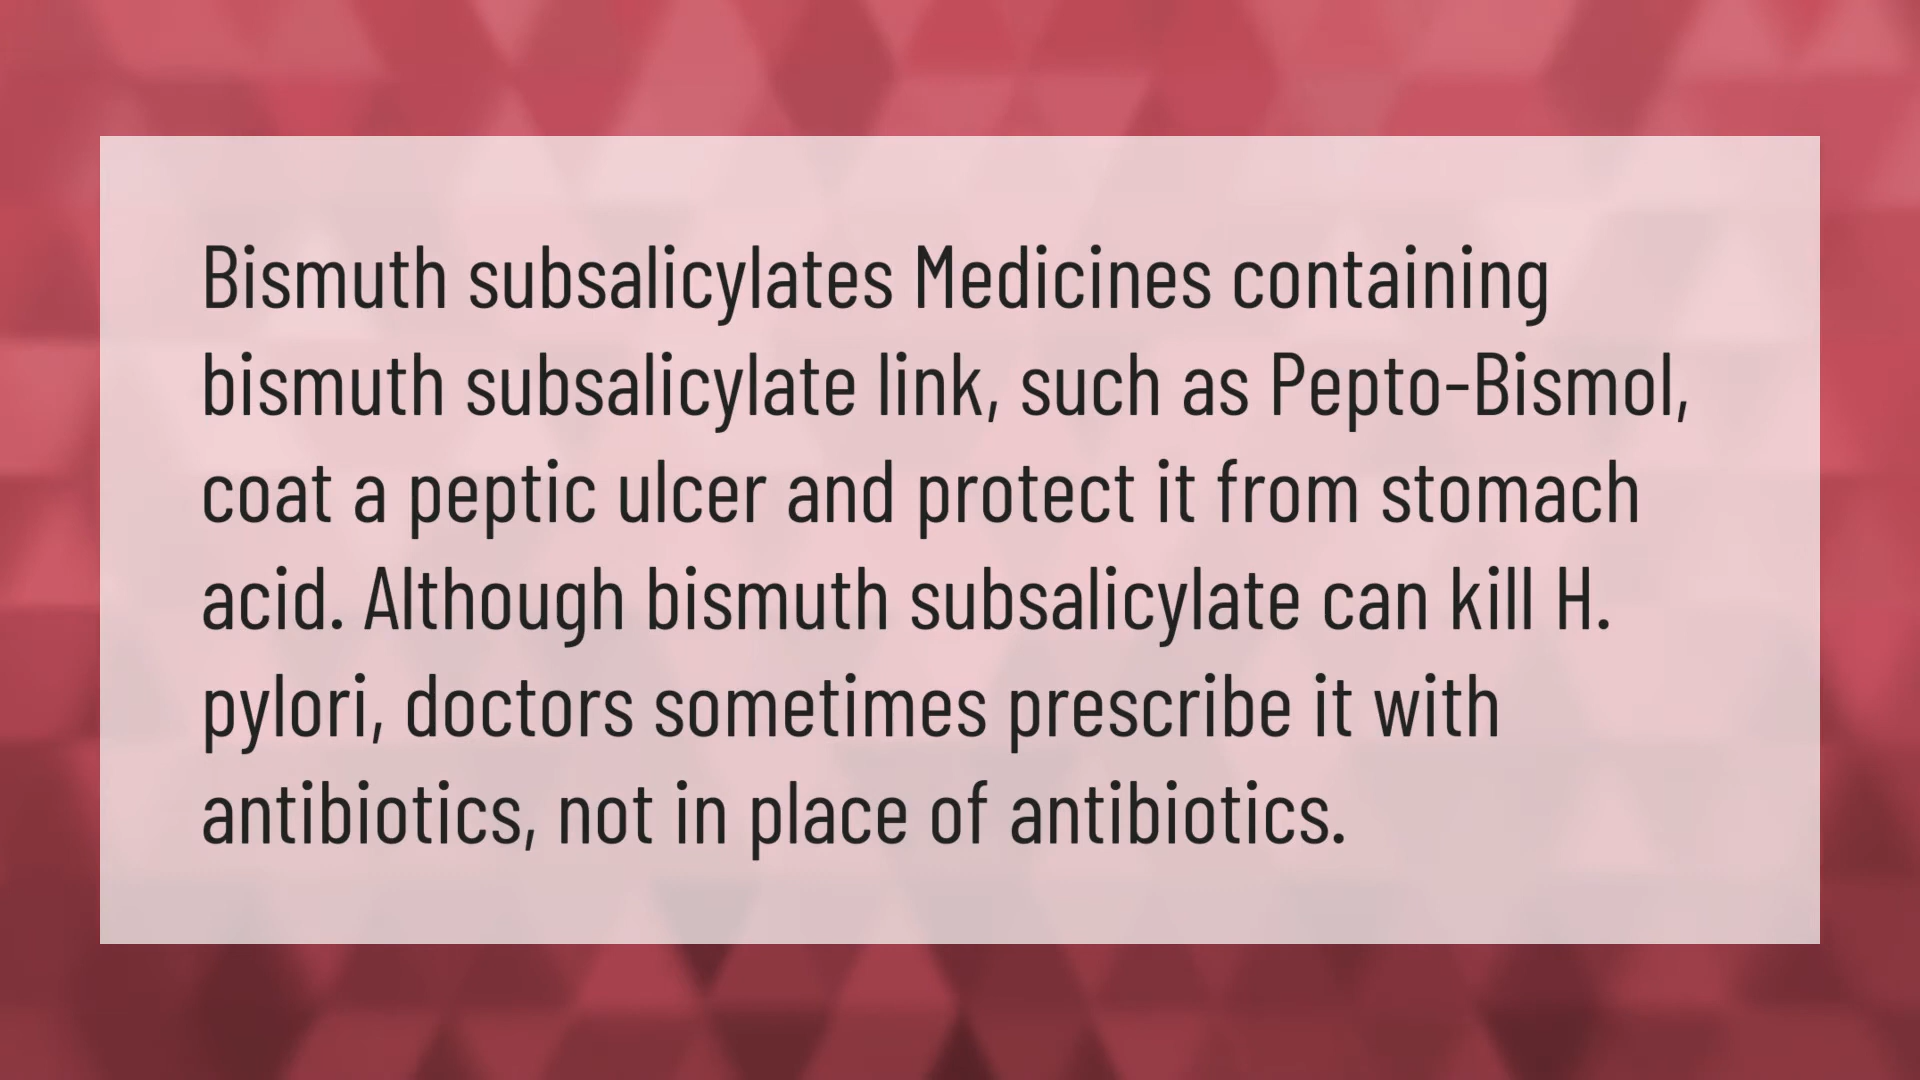 Bismuth subsalicylates Medicines containing
bismuth subsalicylate link, such as Pepto-Bismol,
coat a peptic ulcer and protect it from stomach
acid. Although bismuth subsalicylate can kill H.
pylori, doctors sometimes prescribe it with
antibiotics, not in place of antibiotics.